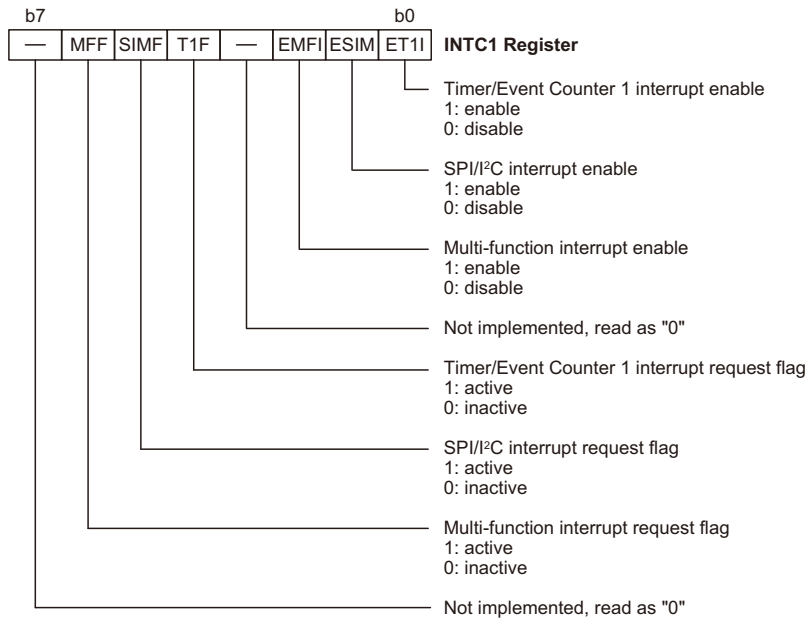 b7 b0
— MFF SIMF T1F — EMFI ESIM ET1I INTC1 Register
Timer/Event Counter 1 interrupt enable
1: enable
0: disable
SPI/I²C interrupt enable
1: enable
0: disable
Multi-function interrupt enable
1: enable
0: disable
Not implemented, read as "0"
Timer/Event Counter 1 interrupt request flag
1: active
0: inactive
SPI/I²C interrupt request flag
1: active
0: inactive
Multi-function interrupt request flag
1: active
0: inactive
Not implemented, read as "0"